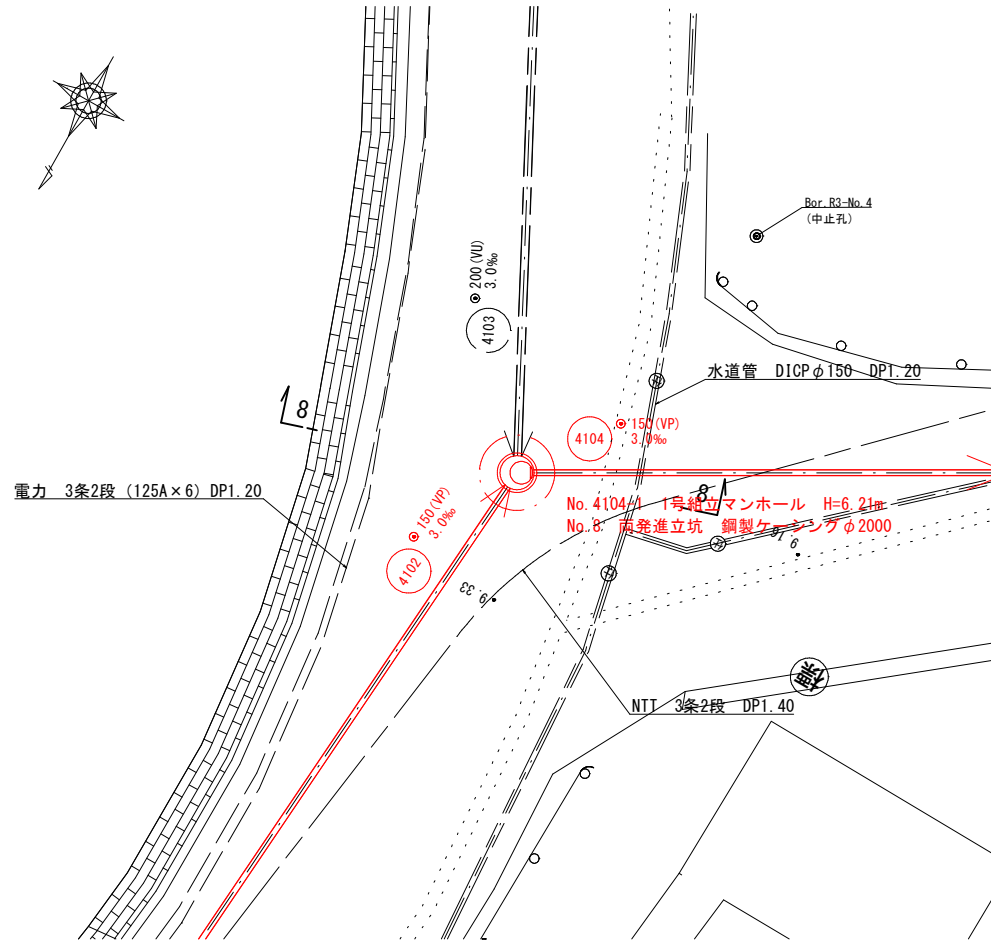 Bor.R3-No.4
(中止孔)
200(VU)
3.0‰
4103
水道管 DICPφ150 DP1.20
8
150(VP)
3.0‰
4104
電力 3条2段 (125A×6) DP1.20
No.4104-1 1号組立マンホール H=6.21m
8
No.8 両発進立坑 鋼製ケーシングφ2000
150(VP)
3.0‰
4102
9.16
9.33
標
NTT 3条2段 DP1.40